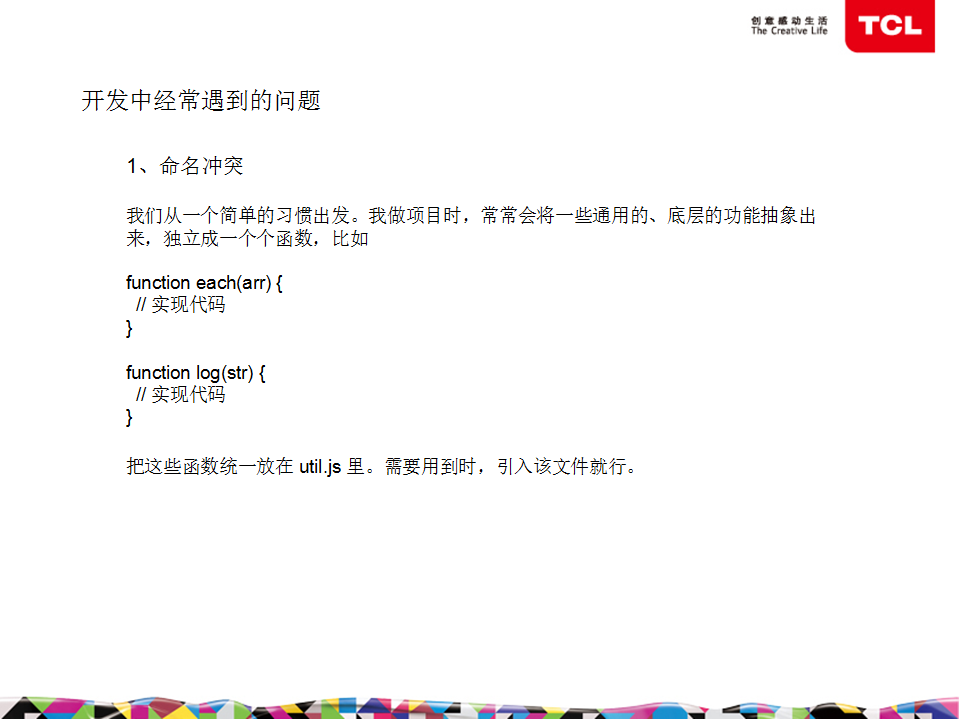 创意感动生活
The Creative Life
TCL
开发中经常遇到的问题
1、命名冲突
我们从一个简单的习惯出发。我做项目时，常常会将一些通用的、底层的功能抽象出
来，独立成一个个函数，比如
function each(arr) {
// 实现代码
}
function log(str) {
// 实现代码
}
把这些函数统一放在 util.js 里。需要用到时，引入该文件就行。